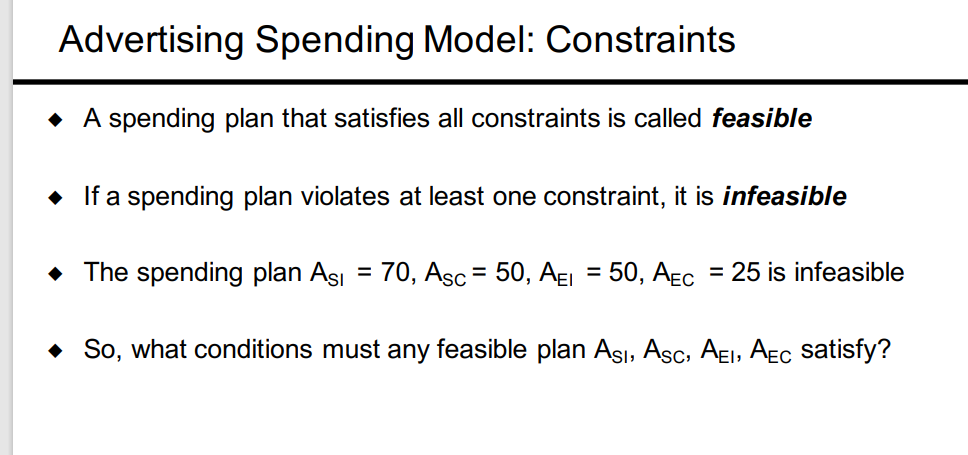 Advertising Spending Model: Constraints
◆ A spending plan that satisfies all constraints is called feasible
◆ If a spending plan violates at least one constraint, it is infeasible
◆ The spending plan ASI = 70, ASC = 50, AEI = 50, AEC = 25 is infeasible
◆ So, what conditions must any feasible plan ASI, ASC, AEI, AEC satisfy?